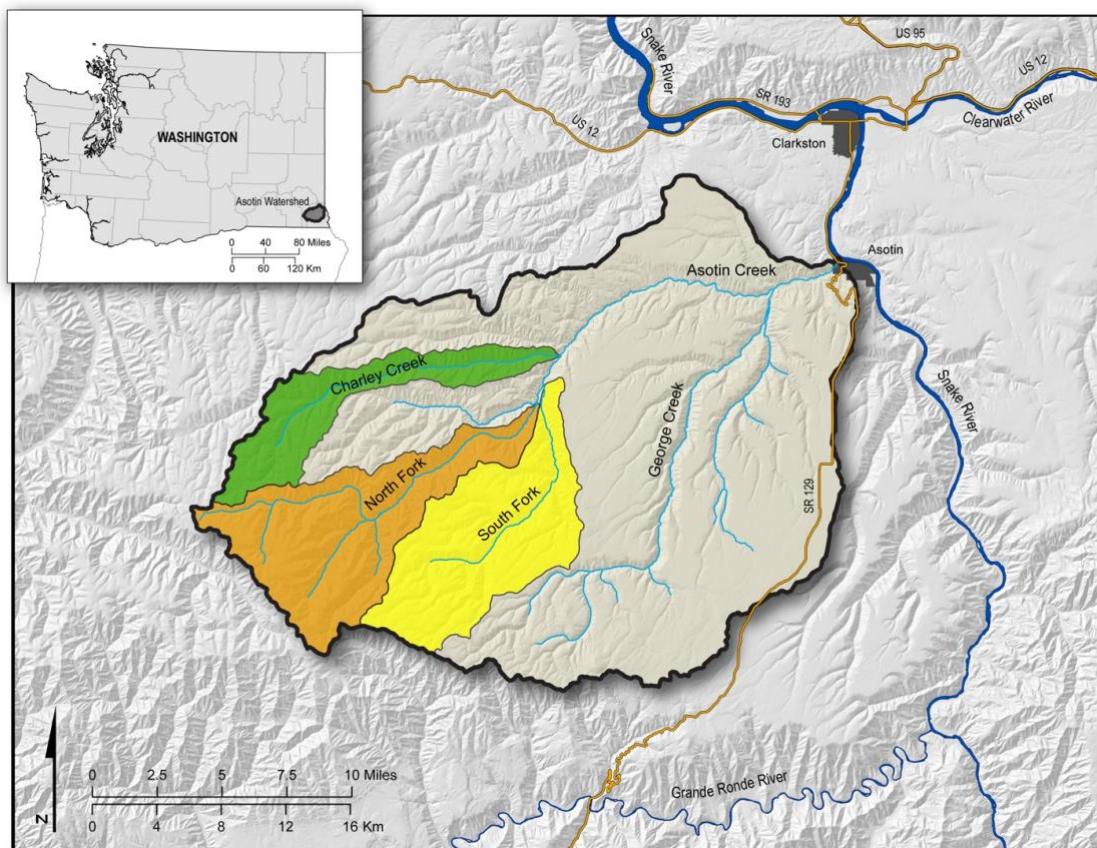 WASHINGTON
Asotin Watershed
0 40 80 Miles
0 60 120 Km
Snake River
US 95
US 12
SR 193
US 12
Clearwater River
Clarkston
Asotin
Asotin Creek
Charley Creek
George Creek
Snake River
North Fork
South Fork
SR 129
Grande Ronde River
0 2.5 5 7.5 10 Miles
0 4 8 12 16 Km
N